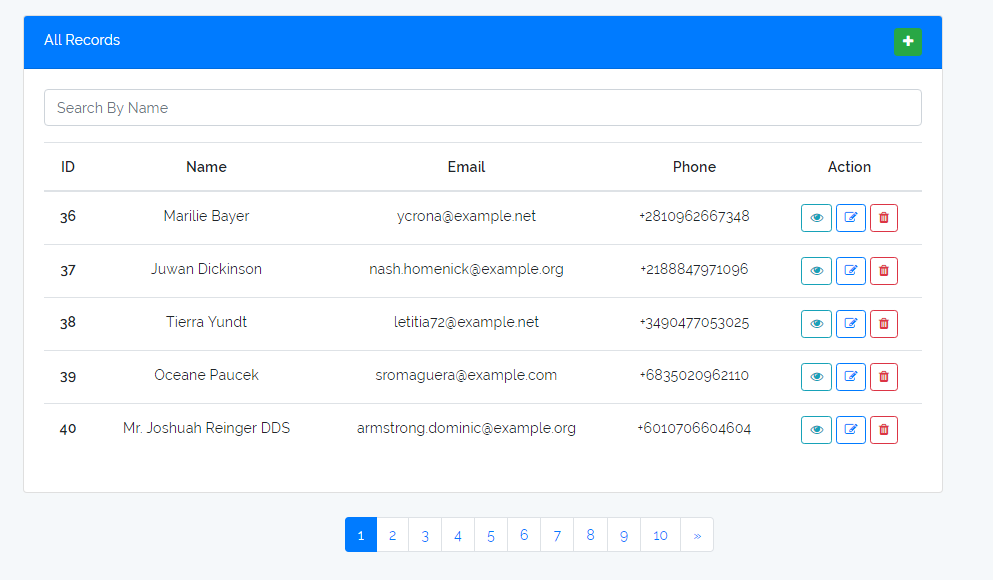 All Records
Search By Name
ID Name Email Phone Action
36 Marilie Bayer ycrona@example.net +2810962667348
37 Juwan Dickinson nash.homenick@example.org +2188847971096
38 Tierra Yundt letitia72@example.net +3490477053025
39 Oceane Paucek sromaguera@example.com +6835020962110
40 Mr. Joshuah Reinger DDS armstrong.dominic@example.org +6010706604604
1 2 3 4 5 6 7 8 9 10 »